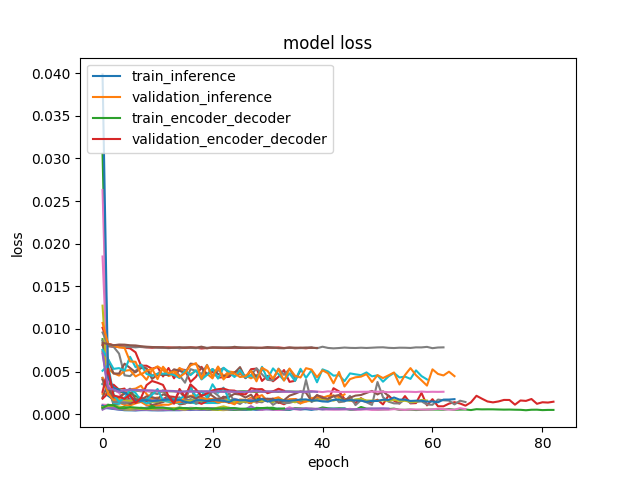 model loss
train_inference
validation_inference
train_encoder_decoder
validation_encoder_decoder
0.040
0.035
0.030
0.025
0.020
0.015
0.010
0.005
0.000
loss
0 20 40 60 80
epoch